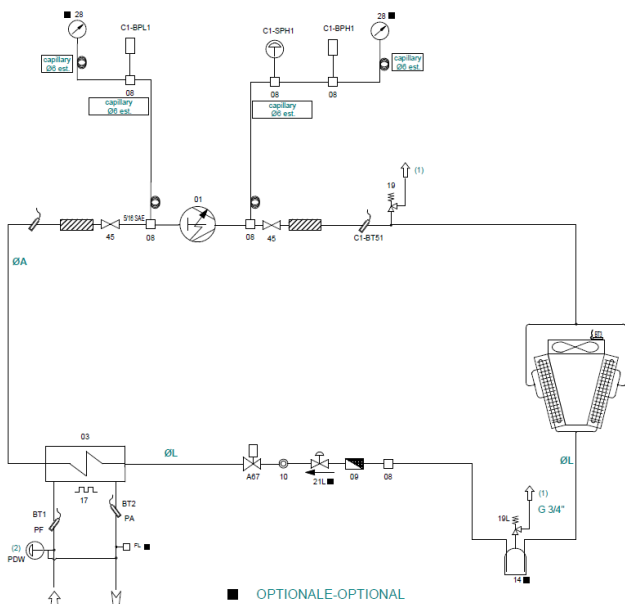 ■ 28
C1-BPL1
C1-SPH1
C1-BPH1
28 ■
capillary
Ø6 est.
capillary
Ø6 est.
08
08
08
capillary
Ø6 est.
capillary
Ø6 est.
19
(1)
01
5/16 SAE
45
08
08
45
C1-BT51
ØA
03
ØL
ØL
A67
10
21L■
09
08
17
BT1
PF
BT2
PA
(1)
G 3/4"
19L
(2)
PDW
FL ■
14■
■ OPTIONALE-OPTIONAL